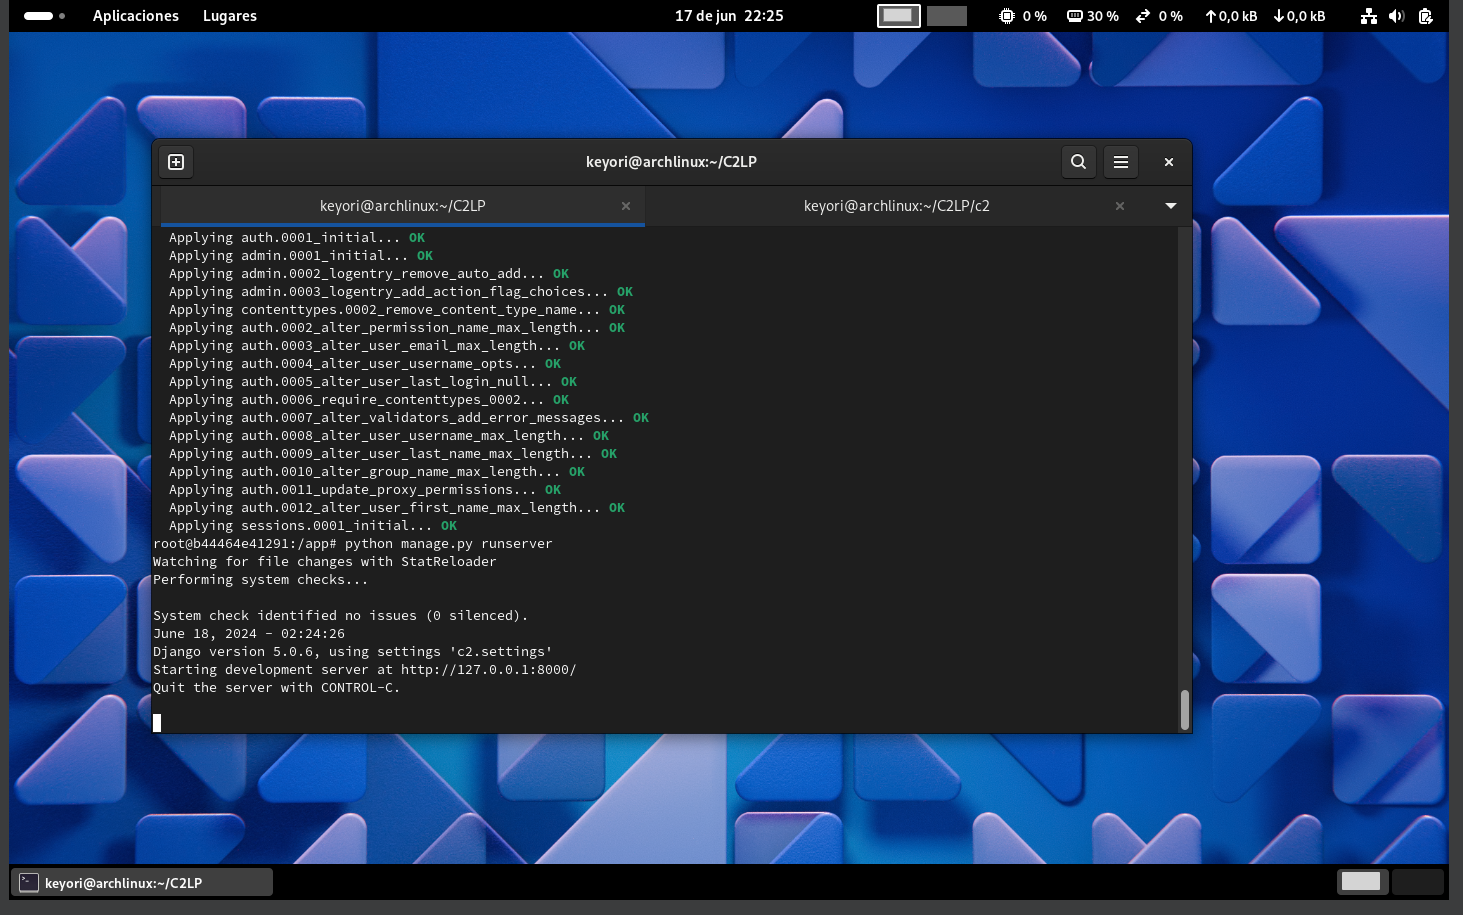 Aplicaciones Lugares 17 de jun 22:25 0 % 30 % 0 % 0,0 kB 0,0 kB
keyori@archlinux:~/C2LP
keyori@archlinux:~/C2LP keyori@archlinux:~/C2LP/c2
Applying auth.0001_initial... OK
Applying admin.0001_initial... OK
Applying admin.0002_logentry_remove_auto_add... OK
Applying admin.0003_logentry_add_action_flag_choices... OK
Applying contenttypes.0002_remove_content_type_name... OK
Applying auth.0002_alter_permission_name_max_length... OK
Applying auth.0003_alter_user_email_max_length... OK
Applying auth.0004_alter_user_username_opts... OK
Applying auth.0005_alter_user_last_login_null... OK
Applying auth.0006_require_contenttypes_0002... OK
Applying auth.0007_alter_validators_add_error_messages... OK
Applying auth.0008_alter_user_username_max_length... OK
Applying auth.0009_alter_user_last_name_max_length... OK
Applying auth.0010_alter_group_name_max_length... OK
Applying auth.0011_update_proxy_permissions... OK
Applying auth.0012_alter_user_first_name_max_length... OK
Applying sessions.0001_initial... OK
root@b44464e41291:/app# python manage.py runserver
Watching for file changes with StatReloader
Performing system checks...
System check identified no issues (0 silenced).
June 18, 2024 - 02:24:26
Django version 5.0.6, using settings 'c2.settings'
Starting development server at http://127.0.0.1:8000/
Quit the server with CONTROL-C.
keyori@archlinux:~/C2LP